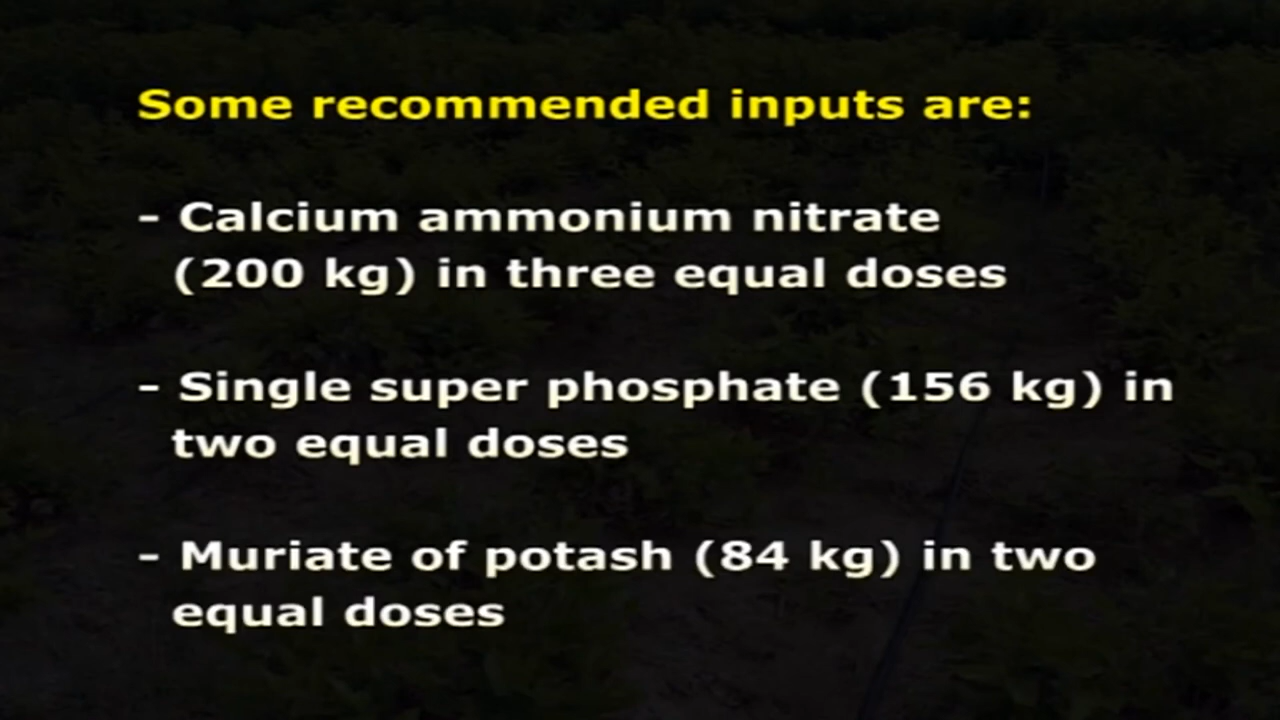 Some recommended inputs are:
– Calcium ammonium nitrate
(200 kg) in three equal doses
– Single super phosphate (156 kg) in
two equal doses
– Muriate of potash (84 kg) in two
equal doses